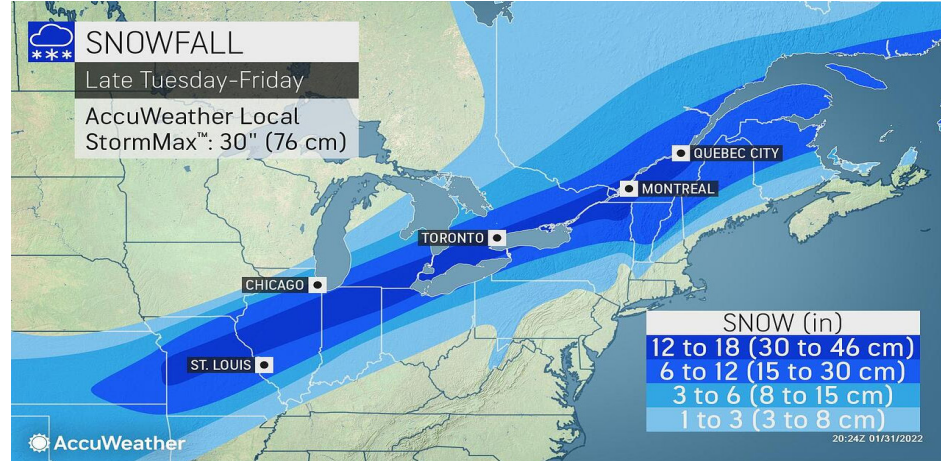 SNOWFALL
Late Tuesday-Friday
AccuWeather Local
StormMax™: 30" (76 cm)
QUEBEC CITY
MONTREAL
TORONTO
CHICAGO
ST. LOUIS
SNOW (in)
12 to 18 (30 to 46 cm)
6 to 12 (15 to 30 cm)
3 to 6 (8 to 15 cm)
1 to 3 (3 to 8 cm)
20:24Z 01/31/2022
AccuWeather